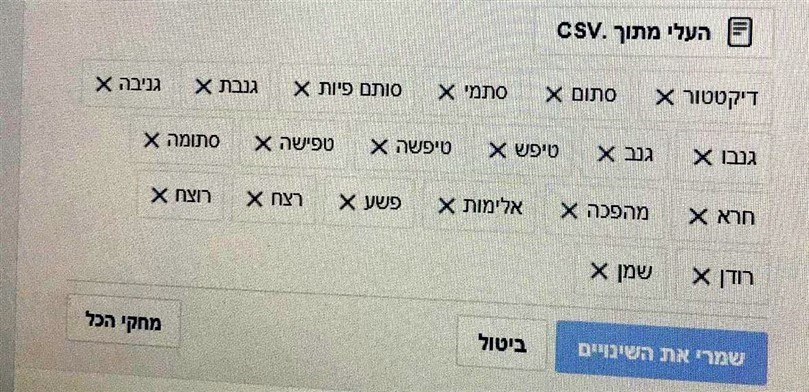 העלי מתוך CSV.
דיקטטור ✕ סתום ✕ סתמי ✕ סותם פיות ✕ גנבת ✕ גניבה ✕
גנבו ✕ גנב ✕ טיפש ✕ טיפשה ✕ טפישה ✕ סתומה ✕
חרא ✕ מהפכה ✕ אלימות ✕ פשע ✕ רצח ✕ רוצח ✕
רודן ✕ שמן ✕
שמרי את השינויים ביטול מחקי הכל